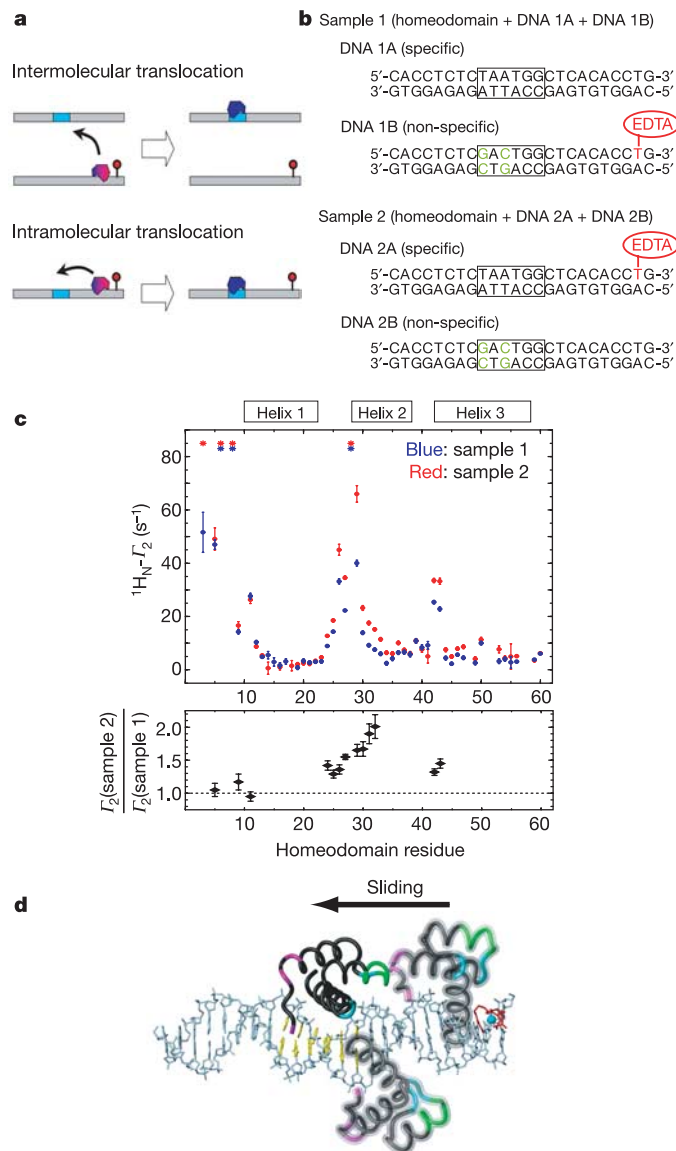 a
Intermolecular translocation
Intramolecular translocation
b
Sample 1 (homeodomain + DNA 1A + DNA 1B)
DNA 1A (specific)
5′-CACCTCTCTAATGGCTCACACCTG-3′
3′-GTGGAGAGATTACCGAGTGTGGAC-5′
DNA 1B (non-specific)
EDTA
5′-CACCTCTCGACTGGCTCACACCTG-3′
3′-GTGGAGAGCTGACCGAGTGTGGAC-5′
Sample 2 (homeodomain + DNA 2A + DNA 2B)
DNA 2A (specific)
EDTA
5′-CACCTCTCTAATGGCTCACACCTG-3′
3′-GTGGAGAGATTACCGAGTGTGGAC-5′
DNA 2B (non-specific)
5′-CACCTCTCGACTGGCTCACACCTG-3′
3′-GTGGAGAGCTGACCGAGTGTGGAC-5′
c
Helix 1 Helix 2 Helix 3
Blue: sample 1
Red: sample 2
¹H_N-Γ₂ (s⁻¹)
80
60
40
20
0
10 20 30 40 50 60
Γ₂(sample 2)
Γ₂(sample 1)
2.0
1.5
1.0
10 20 30 40 50 60
Homeodomain residue
d
Sliding